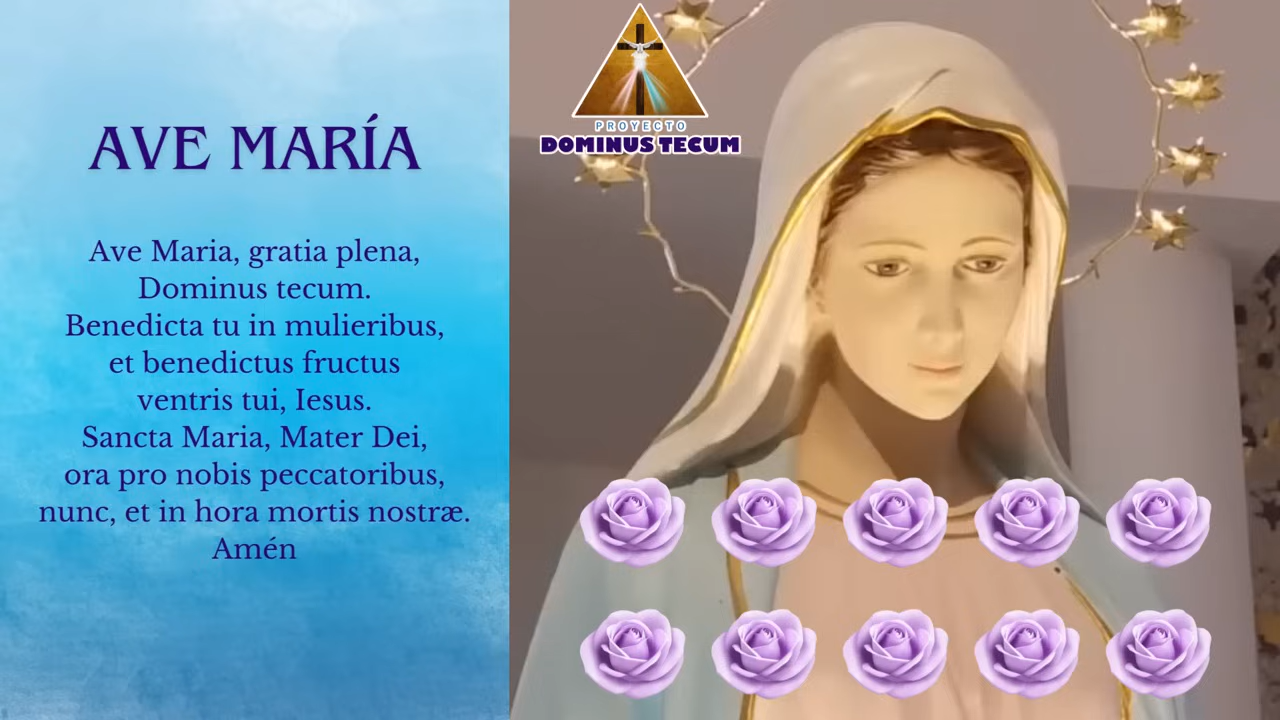 AVE MARÍA
Ave Maria, gratia plena,
Dominus tecum.
Benedicta tu in mulieribus,
et benedictus fructus
ventris tui, Iesus.
Sancta Maria, Mater Dei,
ora pro nobis peccatoribus,
nunc, et in hora mortis nostræ.
Amén
PROYECTO
DOMINUS TECUM